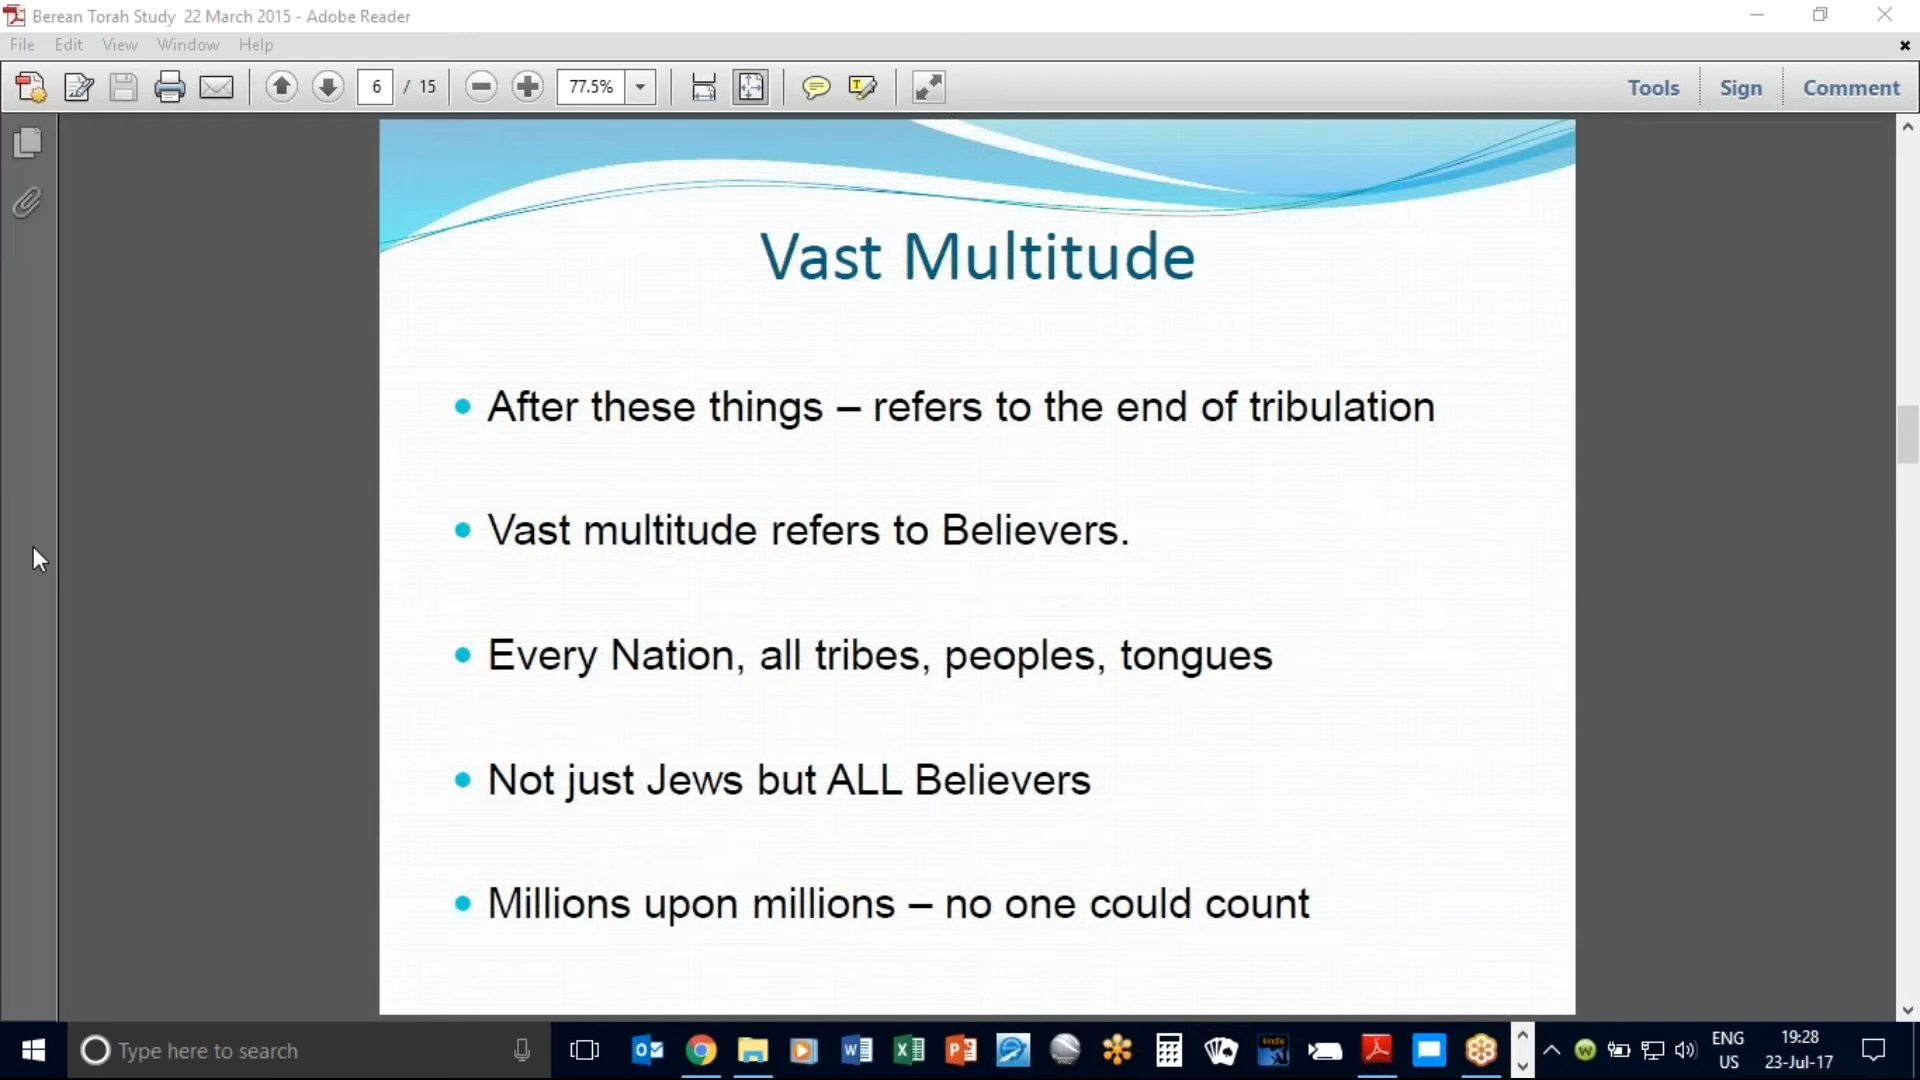 Berean Torah Study 22 March 2015 - Adobe Reader
File Edit View Window Help
6 / 15 77.5% Tools Sign Comment
Vast Multitude
• After these things – refers to the end of tribulation
• Vast multitude refers to Believers.
• Every Nation, all tribes, peoples, tongues
• Not just Jews but ALL Believers
• Millions upon millions – no one could count
Type here to search
ENG 19:28
US 23-Jul-17